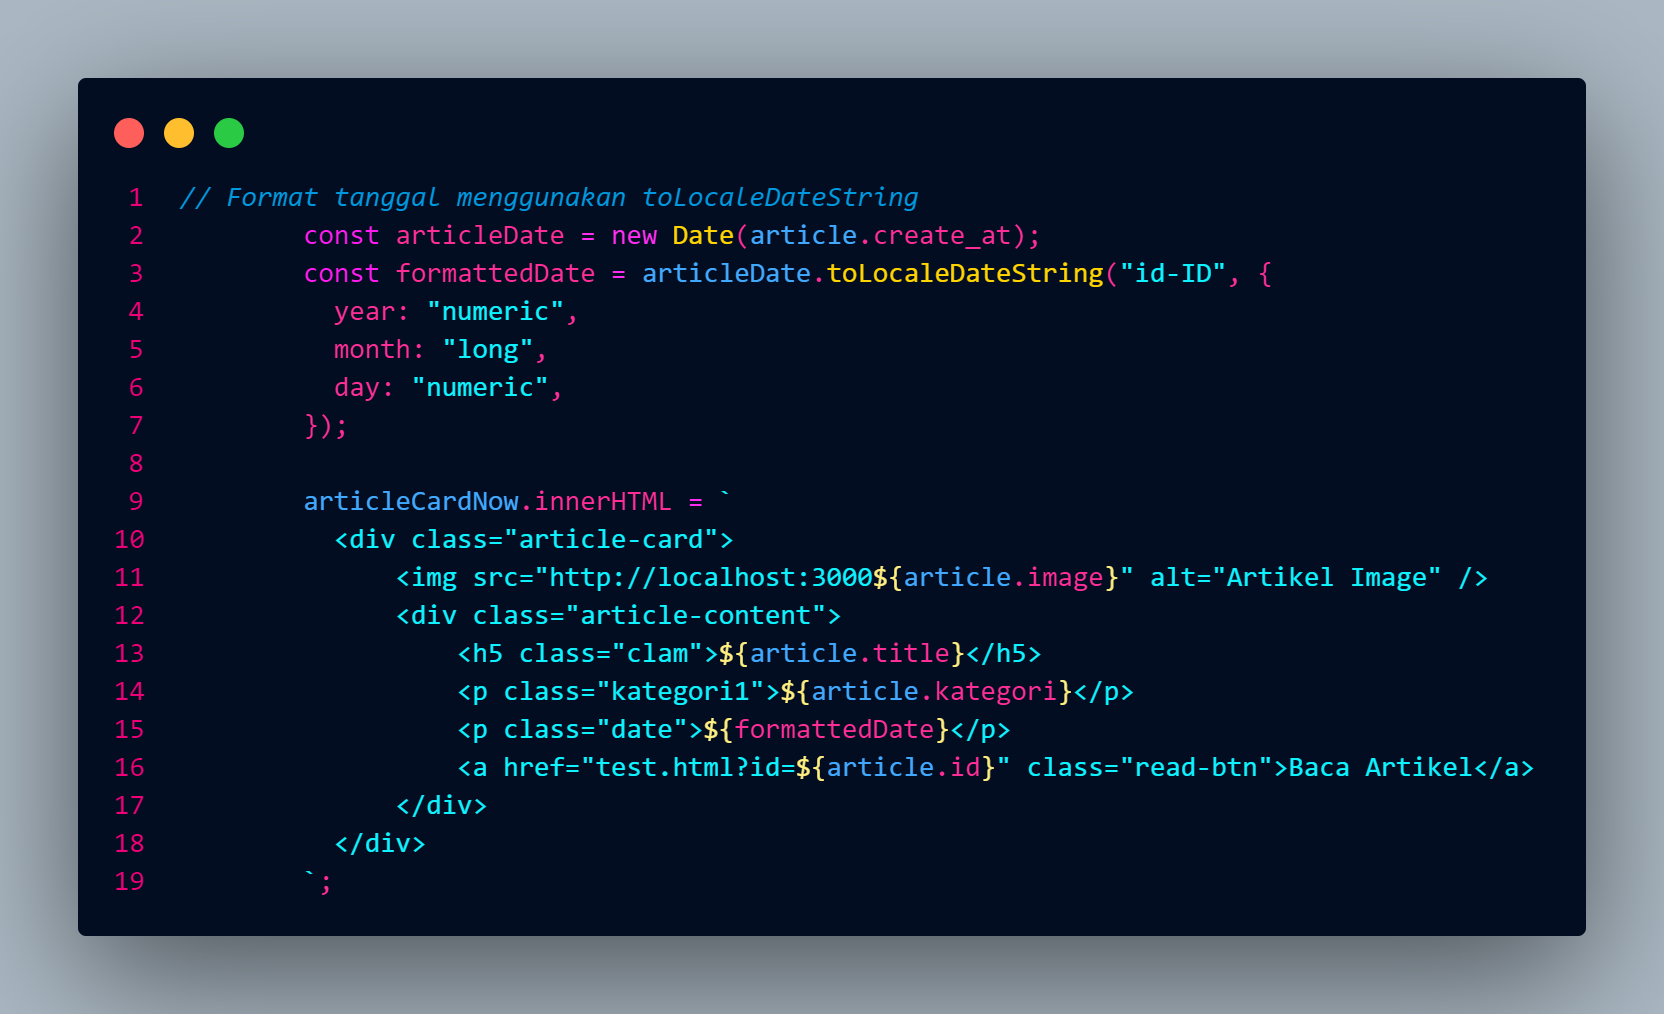 1 // Format tanggal menggunakan toLocaleDateString
2         const articleDate = new Date(article.create_at);
3         const formattedDate = articleDate.toLocaleDateString("id-ID", {
4           year: "numeric",
5           month: "long",
6           day: "numeric",
7         });
8
9         articleCardNow.innerHTML = `
10           <div class="article-card">
11               <img src="http://localhost:3000${article.image}" alt="Artikel Image" />
12               <div class="article-content">
13                   <h5 class="clam">${article.title}</h5>
14                   <p class="kategori1">${article.kategori}</p>
15                   <p class="date">${formattedDate}</p>
16                   <a href="test.html?id=${article.id}" class="read-btn">Baca Artikel</a>
17               </div>
18           </div>
19         `;